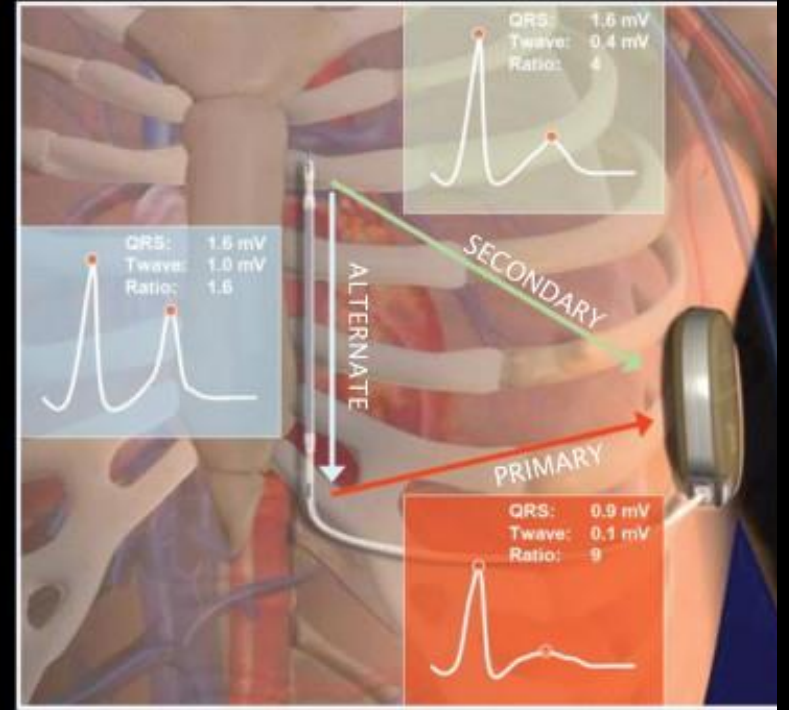 QRS: 1.6 mV
Twave: 0.4 mV
Ratio: 4
QRS: 1.6 mV
Twave: 1.0 mV
Ratio: 1.6
SECONDARY
ALTERNATE
PRIMARY
QRS: 0.9 mV
Twave: 0.1 mV
Ratio: 9